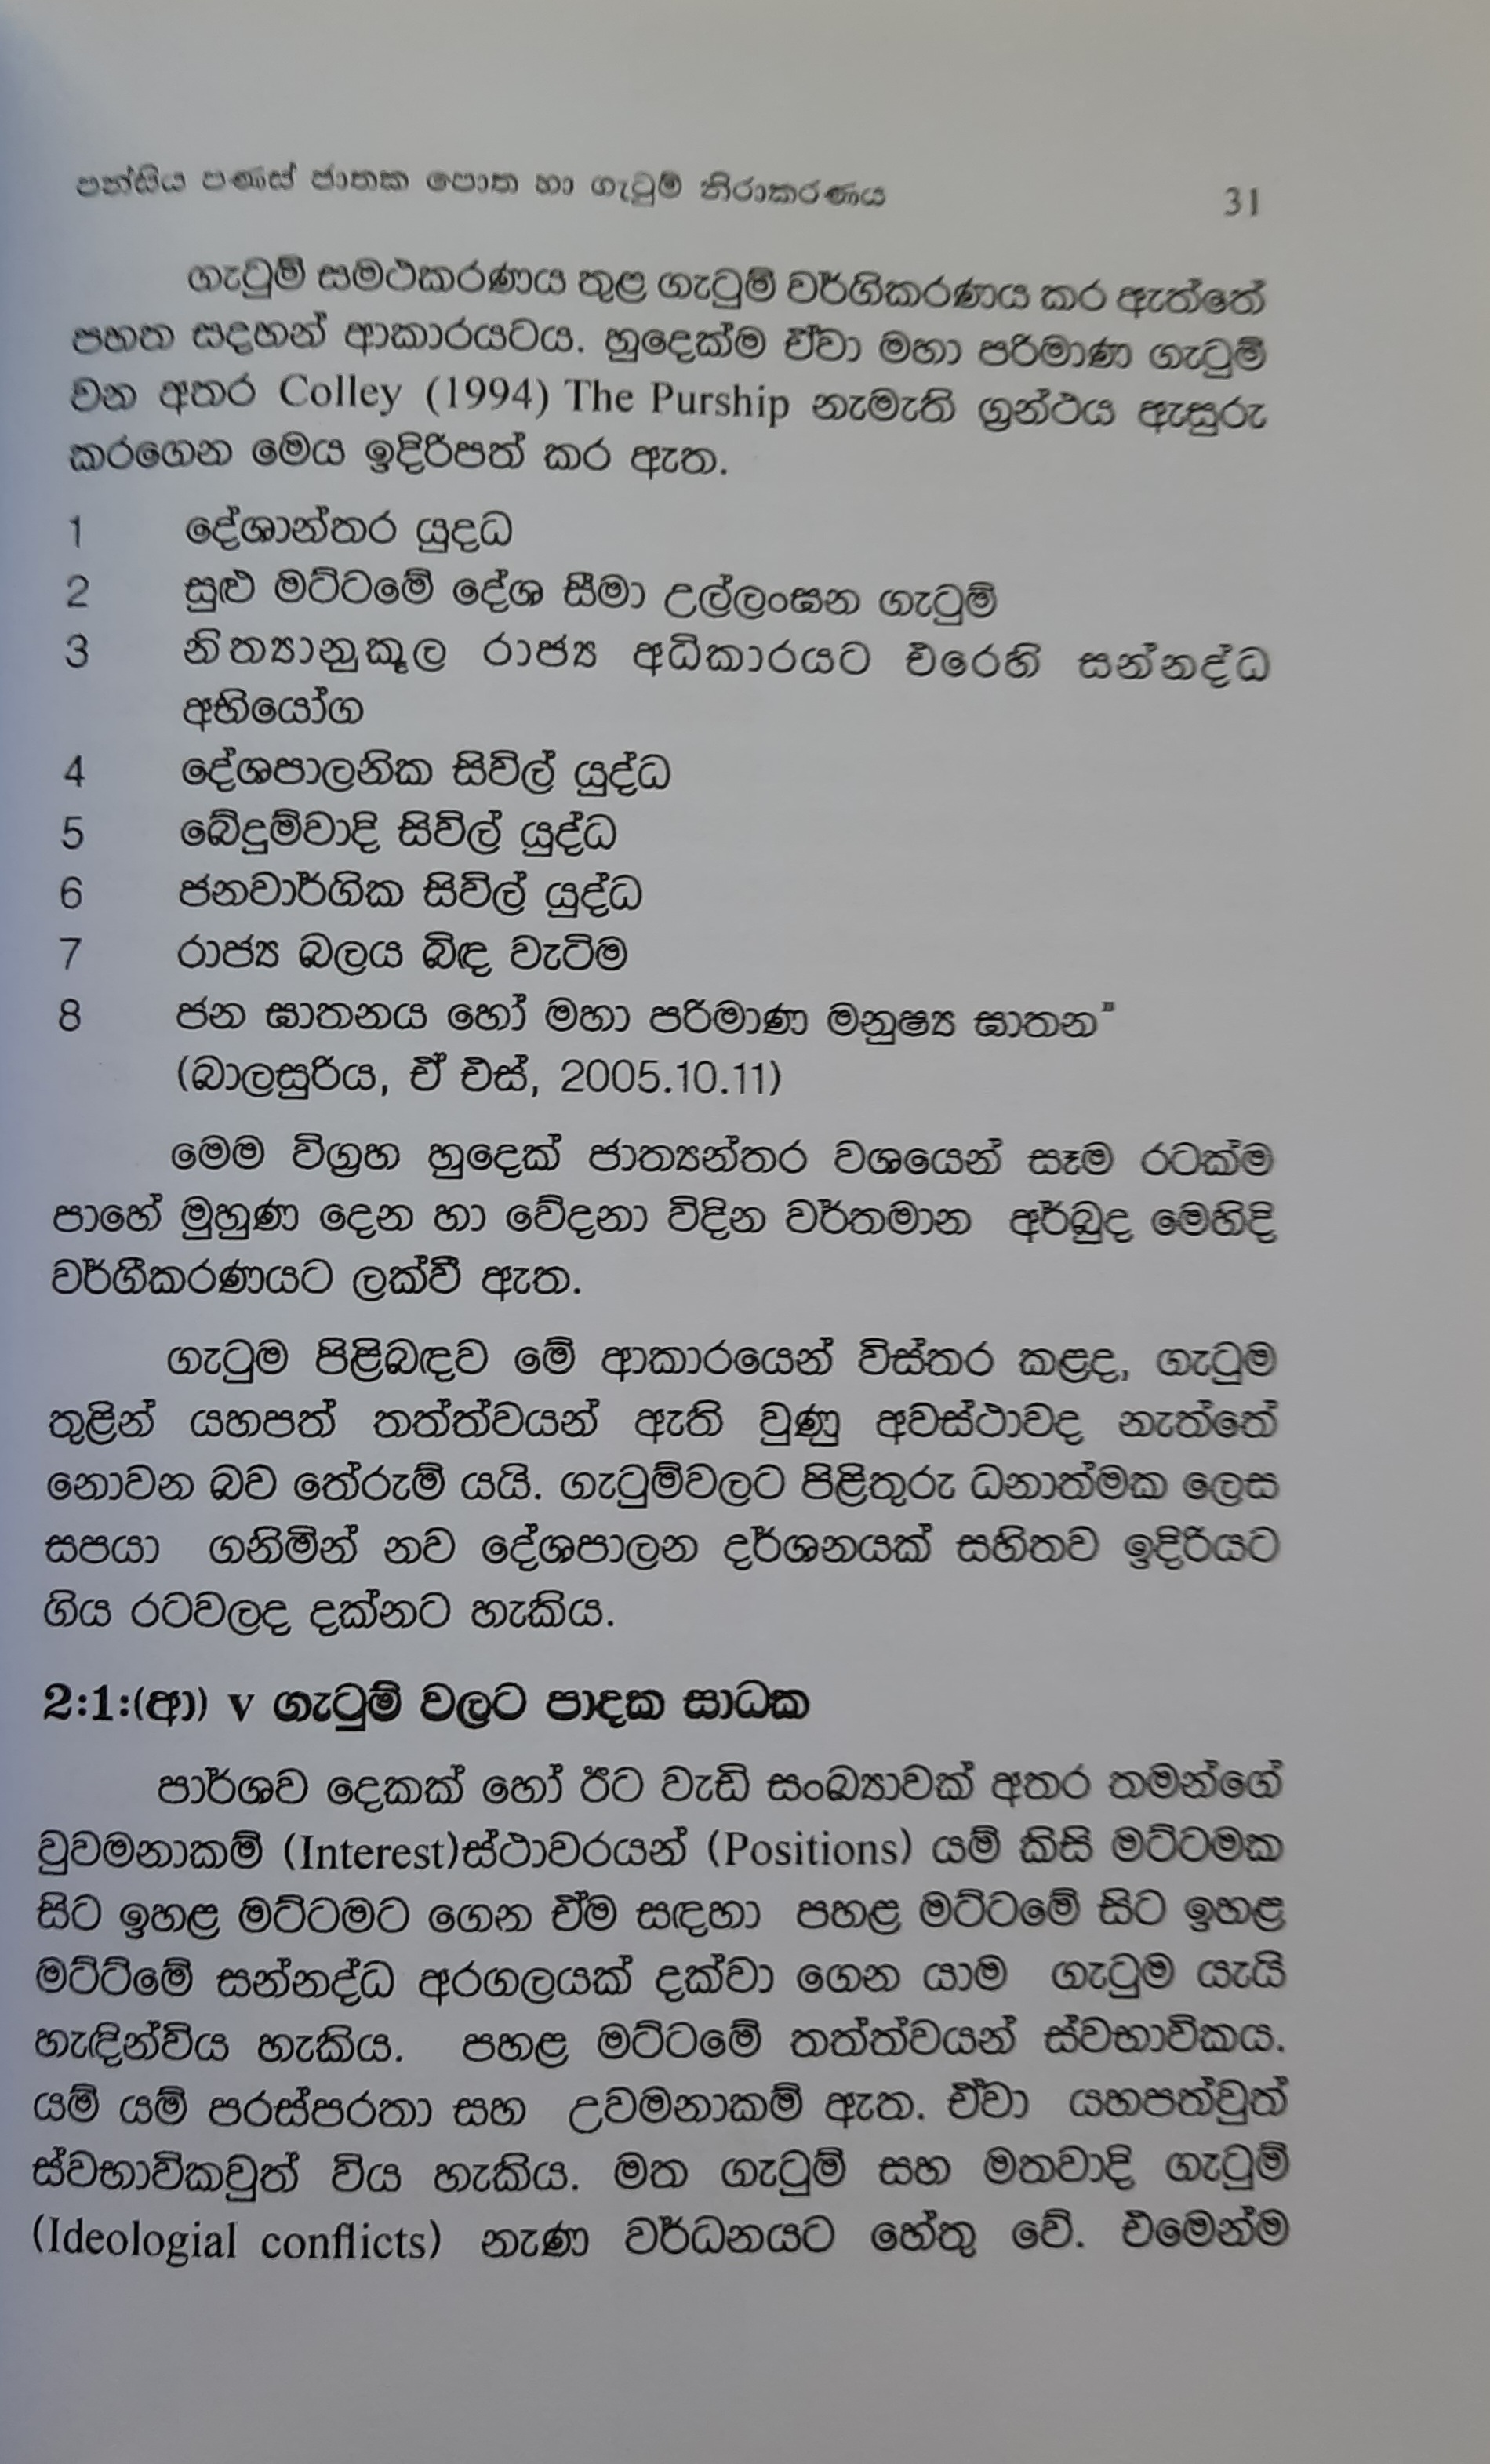 පන්සිය පණස් ජාතක පොත හා ගැටුම් නිරාකරණය 31
ගැටුම් සමථකරණය තුළ ගැටුම් වර්ගිකරණය කර ඇත්තේ
පහත සදහන් ආකාරයටය. හුදෙක්ම ඒවා මහා පරිමාණ ගැටුම්
වන අතර Colley (1994) The Purship නැමැති ග්‍රන්ථය ඇසුරු
කරගෙන මෙය ඉදිරිපත් කර ඇත.
1 දේශාන්තර යුදධ
2 සුළු මට්ටමේ දේශ සීමා උල්ලංඝන ගැටුම්
3 නිත්‍යානුකූල රාජ්‍ය අධිකාරයට එරෙහි සන්නද්ධ
අභියෝග
4 දේශපාලනික සිවිල් යුද්ධ
5 බේදුම්වාදි සිවිල් යුද්ධ
6 ජනවාර්ගික සිවිල් යුද්ධ
7 රාජ්‍ය බලය බිඳ වැටිම
8 ජන ඝාතනය හෝ මහා පරිමාණ මනුෂ්‍ය ඝාතන"
(බාලසුරිය, ඒ එස්, 2005.10.11)
මෙම විග්‍රහ හුදෙක් ජාත්‍යන්තර වශයෙන් සෑම රටක්ම
පාහේ මුහුණ දෙන හා වේදනා විදින වර්තමාන අර්බුද මෙහිදි
වර්ගීකරණයට ලක්වී ඇත.
ගැටුම පිළිබඳව මේ ආකාරයෙන් විස්තර කළද, ගැටුම
තුළින් යහපත් තත්ත්වයන් ඇති වුණු අවස්ථාවද නැත්තේ
නොවන බව තේරුම් යයි. ගැටුම්වලට පිළිතුරු ධනාත්මක ලෙස
සපයා ගනිමින් නව දේශපාලන දර්ශනයක් සහිතව ඉදිරියට
ගිය රටවලද දක්නට හැකිය.
2:1:(ආ) v ගැටුම් වලට පාදක සාධක
පාර්ශව දෙකක් හෝ ඊට වැඩි සංඛ්‍යාවක් අතර තමන්ගේ
වුවමනාකම් (Interest)ස්ථාවරයන් (Positions) යම් කිසි මට්ටමක
සිට ඉහළ මට්ටමට ගෙන ඒම සඳහා පහළ මට්ටමේ සිට ඉහළ
මට්ට්මේ සන්නද්ධ අරගලයක් දක්වා ගෙන යාම ගැටුම යැයි
හැඳින්විය හැකිය. පහළ මට්ටමේ තත්ත්වයන් ස්වභාවිකය.
යම් යම් පරස්පරතා සහ උවමනාකම් ඇත. ඒවා යහපත්වුත්
ස්වභාවිකවුත් විය හැකිය. මත ගැටුම් සහ මතවාදි ගැටුම්
(Ideologial conflicts) නැණ වර්ධනයට හේතු වේ. එමෙන්ම